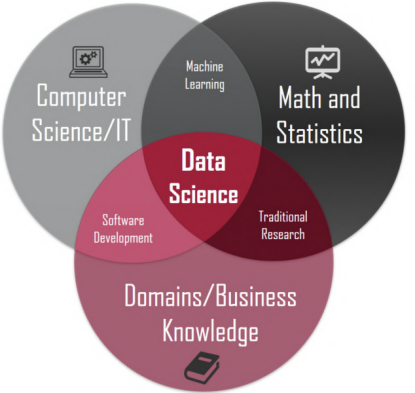 Computer
Science/IT
Machine
Learning
Math and
Statistics
Data
Science
Software
Development
Traditional
Research
Domains/Business
Knowledge